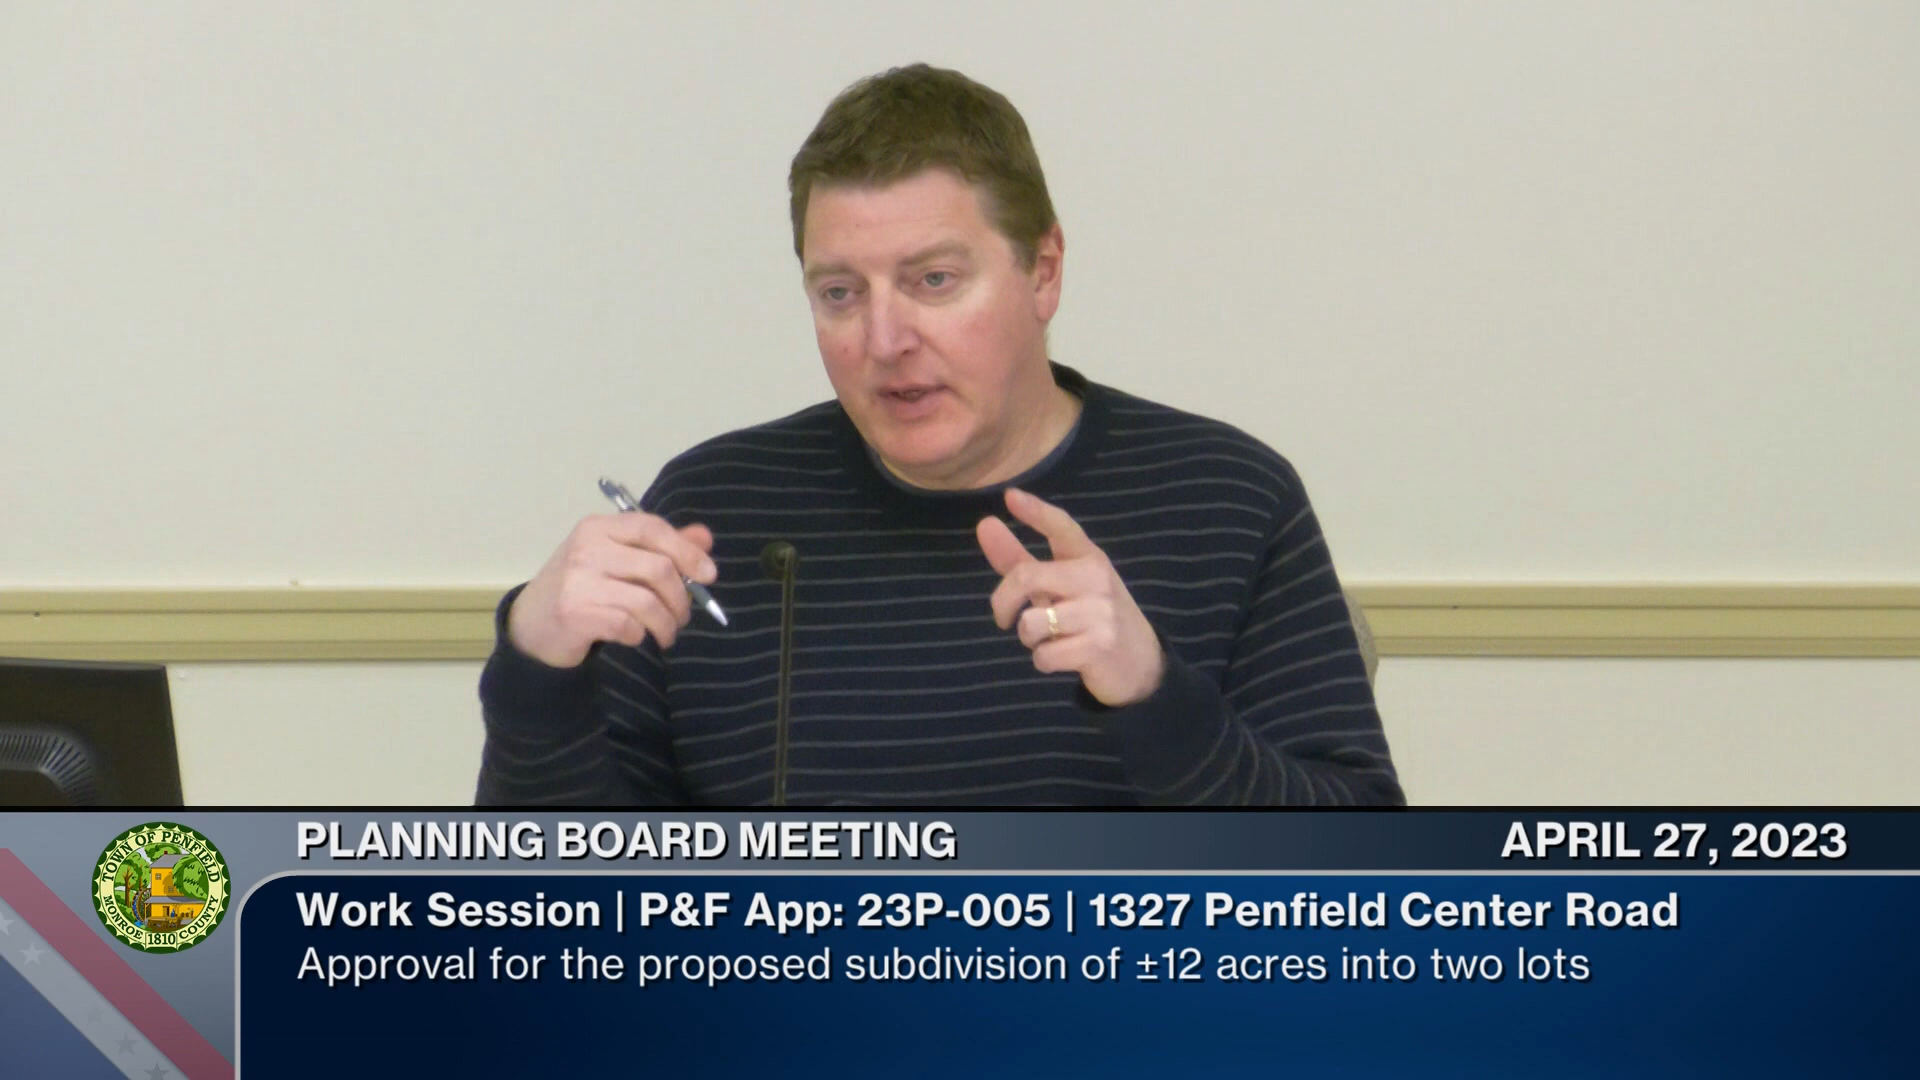 PLANNING BOARD MEETING
APRIL 27, 2023
TOWN OF PENFIELD
MONROE 1810 COUNTY
Work Session | P&F App: 23P-005 | 1327 Penfield Center Road
Approval for the proposed subdivision of ±12 acres into two lots